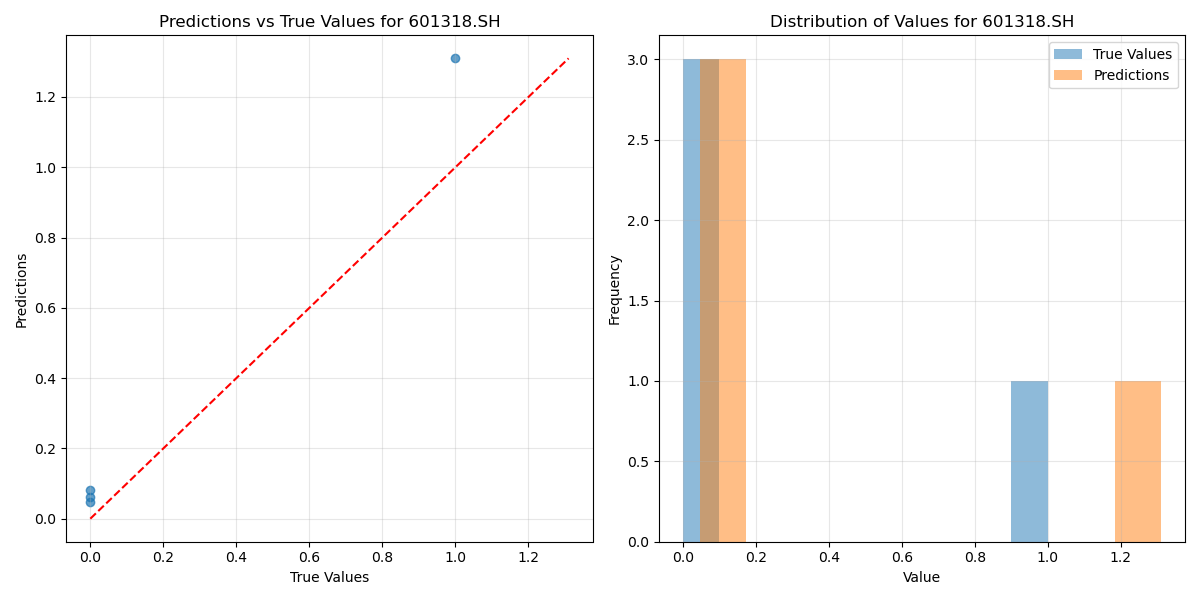 Predictions vs True Values for 601318.SH
Predictions
1.2
1.0
0.8
0.6
0.4
0.2
0.0
0.0 0.2 0.4 0.6 0.8 1.0 1.2
True Values
Distribution of Values for 601318.SH
True Values
Predictions
Frequency
3.0
2.5
2.0
1.5
1.0
0.5
0.0
0.0 0.2 0.4 0.6 0.8 1.0 1.2
Value